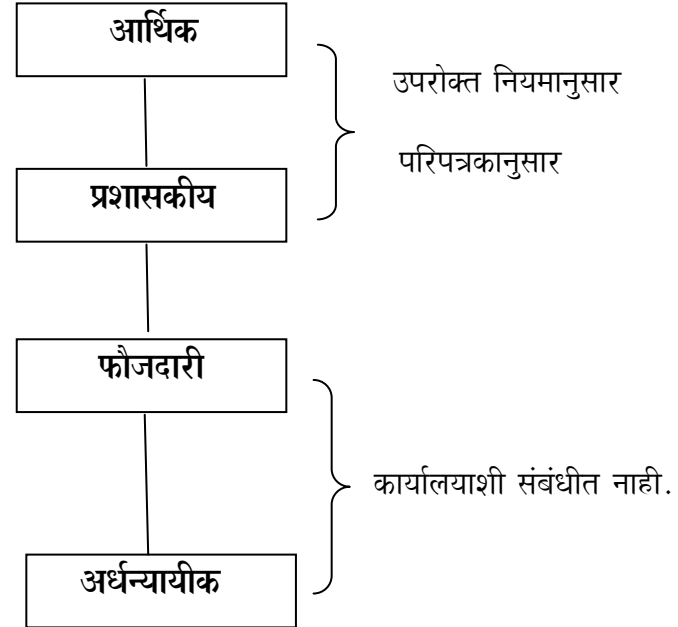 आर्थिक
उपरोक्त नियमानुसार
परिपत्रकानुसार
प्रशासकीय
फौजदारी
कार्यालयाशी संबंधीत नाही.
अर्धन्यायीक